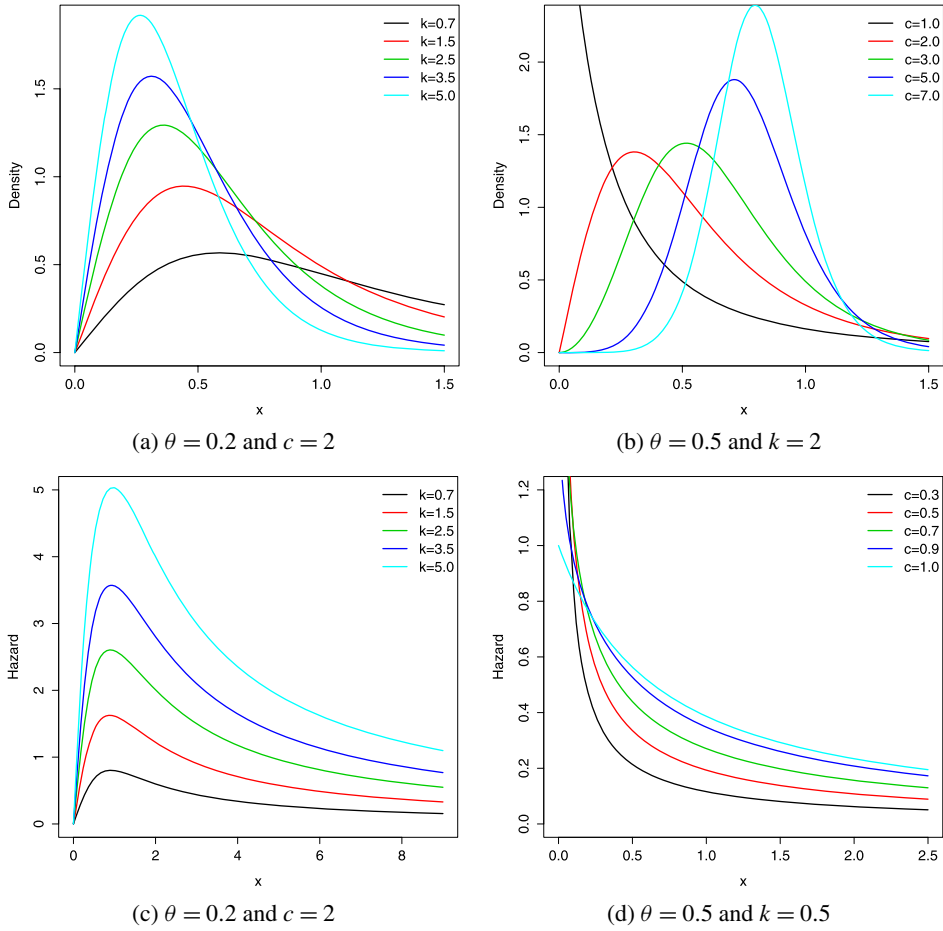 k=0.7
k=1.5
k=2.5
k=3.5
k=5.0
Density
0.0
0.5
1.0
1.5
0.0 0.5 1.0 1.5
x
(a) θ = 0.2 and c = 2
c=1.0
c=2.0
c=3.0
c=5.0
c=7.0
Density
0.0
0.5
1.0
1.5
2.0
0.0 0.5 1.0 1.5
x
(b) θ = 0.5 and k = 2
k=0.7
k=1.5
k=2.5
k=3.5
k=5.0
Hazard
0
1
2
3
4
5
0 2 4 6 8
x
(c) θ = 0.2 and c = 2
c=0.3
c=0.5
c=0.7
c=0.9
c=1.0
Hazard
0.0
0.2
0.4
0.6
0.8
1.0
1.2
0.0 0.5 1.0 1.5 2.0 2.5
x
(d) θ = 0.5 and k = 0.5